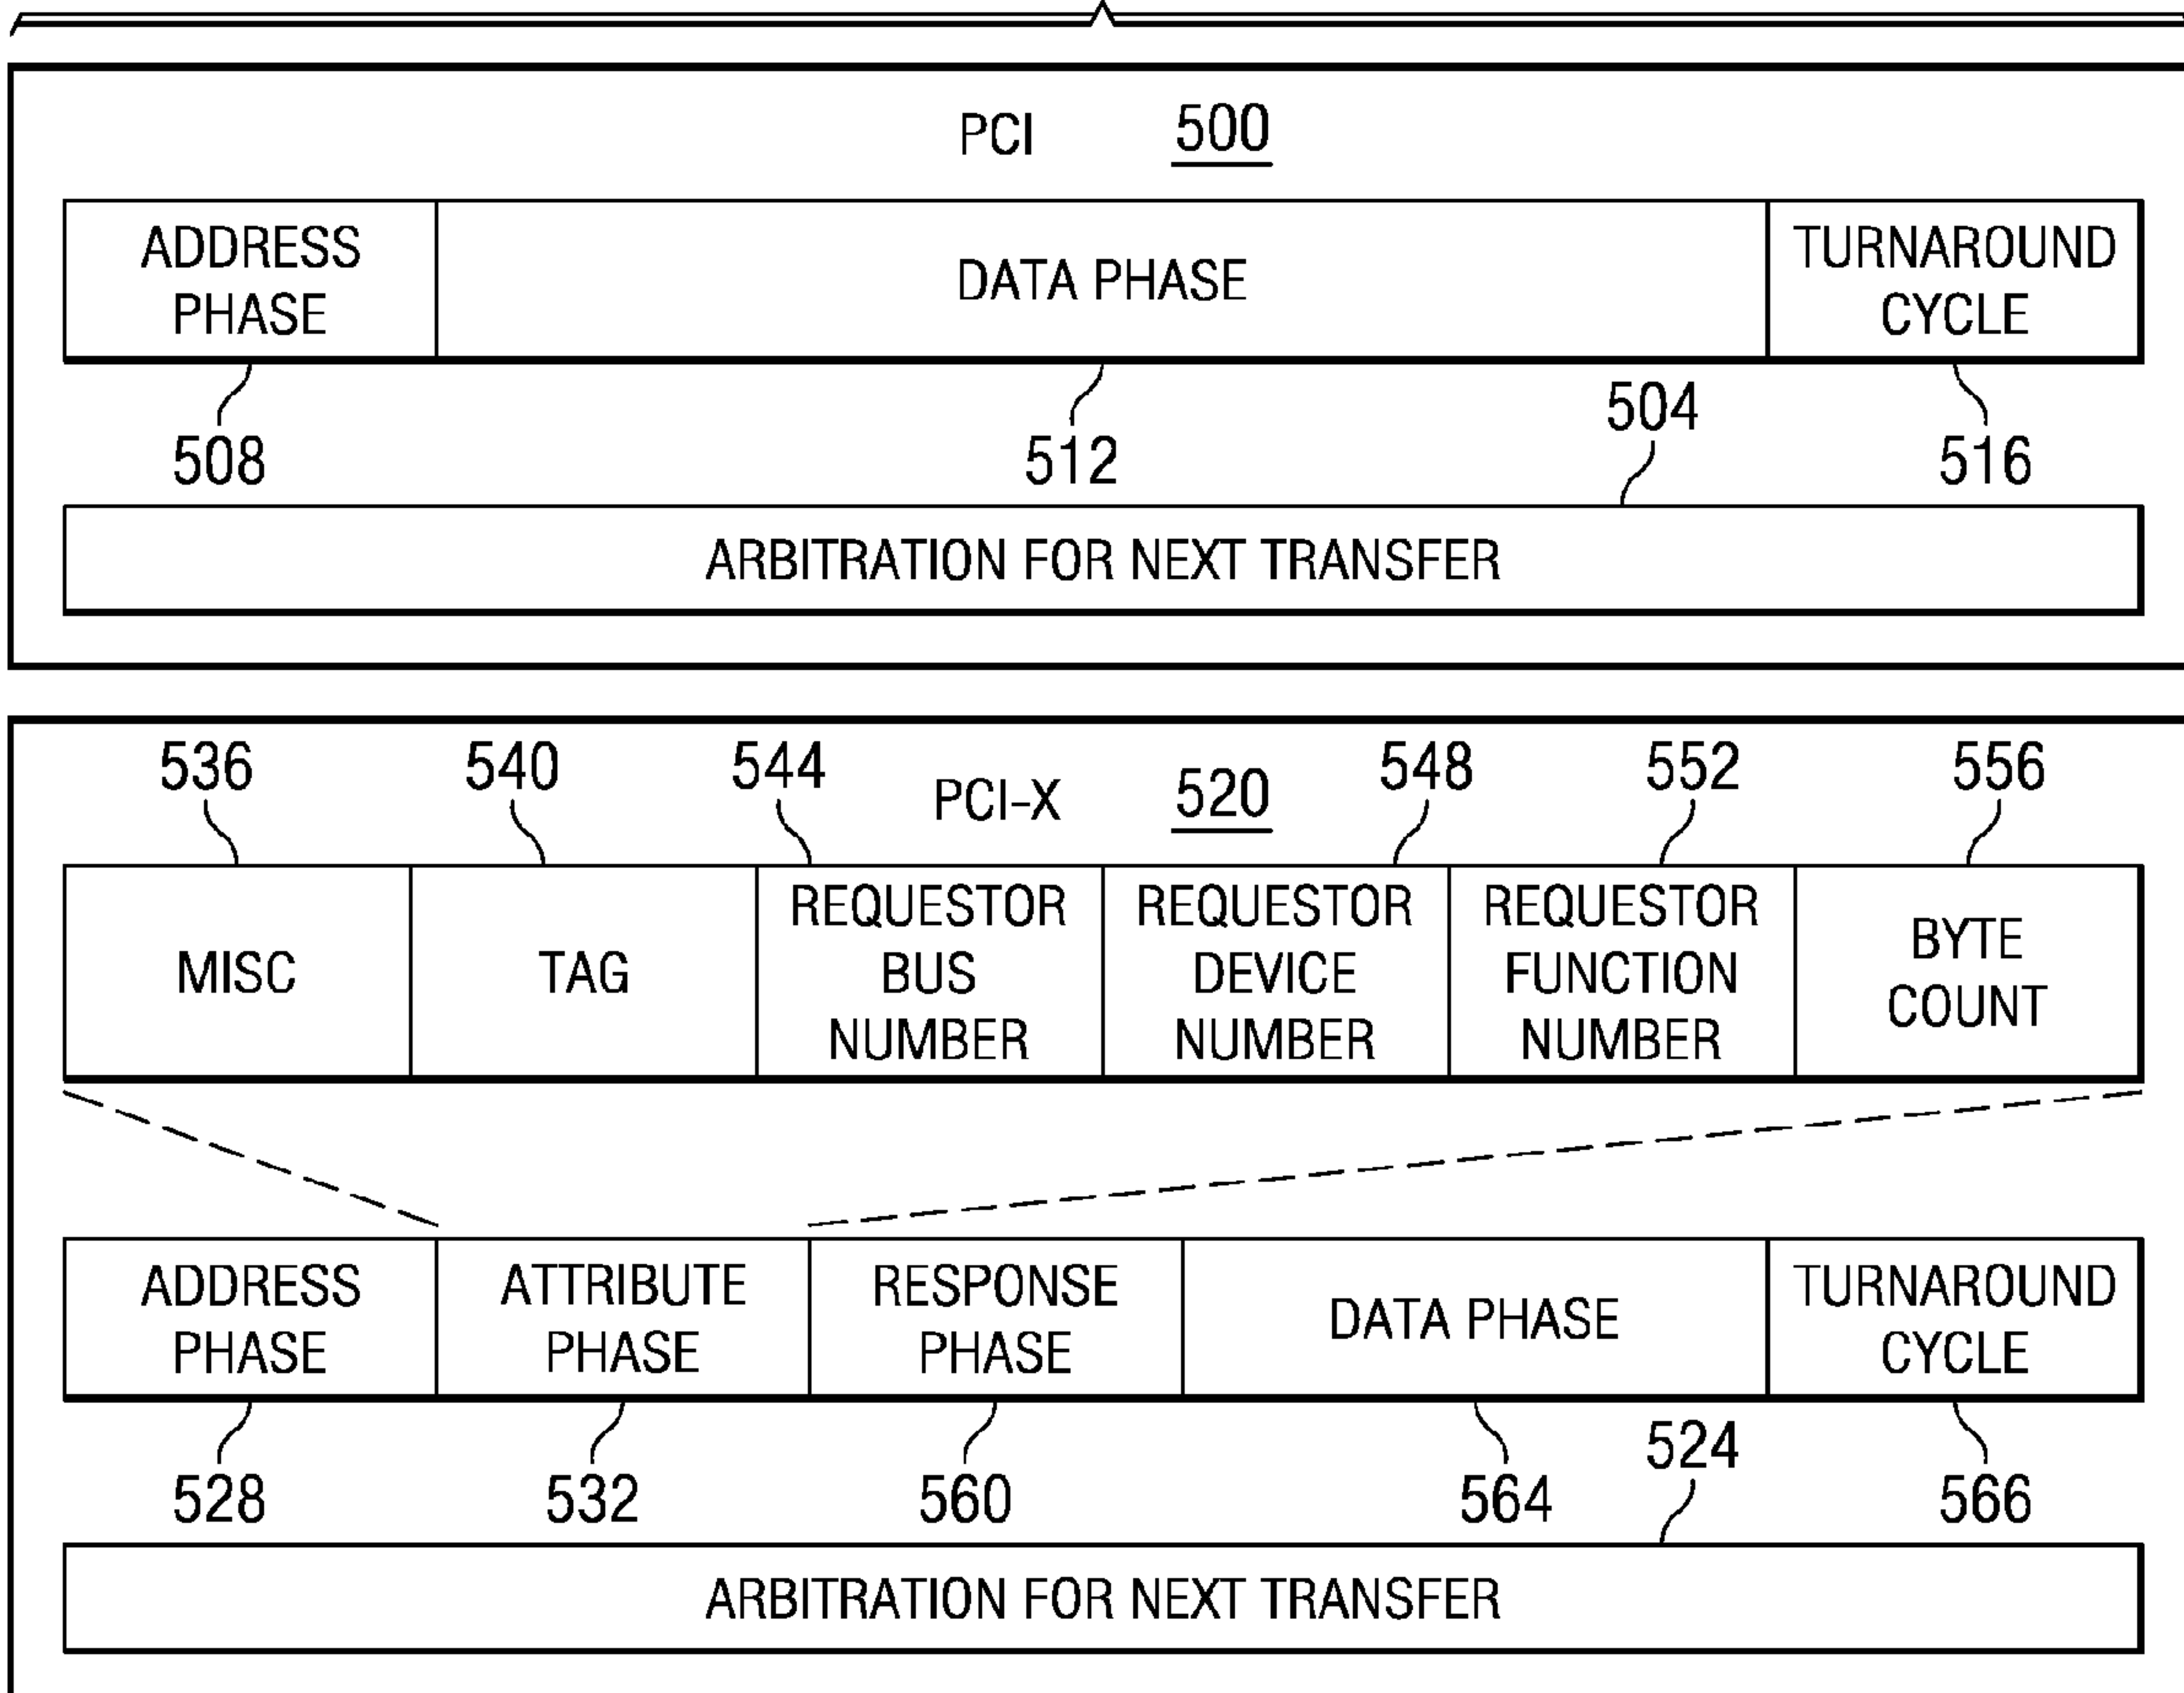 PCI 500
ADDRESS
PHASE
DATA PHASE
TURNAROUND
CYCLE
508
512
504
516
ARBITRATION FOR NEXT TRANSFER
536
540
544
PCI-X 520
548
552
556
MISC
TAG
REQUESTOR
BUS
NUMBER
REQUESTOR
DEVICE
NUMBER
REQUESTOR
FUNCTION
NUMBER
BYTE
COUNT
ADDRESS
PHASE
ATTRIBUTE
PHASE
RESPONSE
PHASE
DATA PHASE
TURNAROUND
CYCLE
528
532
560
564
524
566
ARBITRATION FOR NEXT TRANSFER